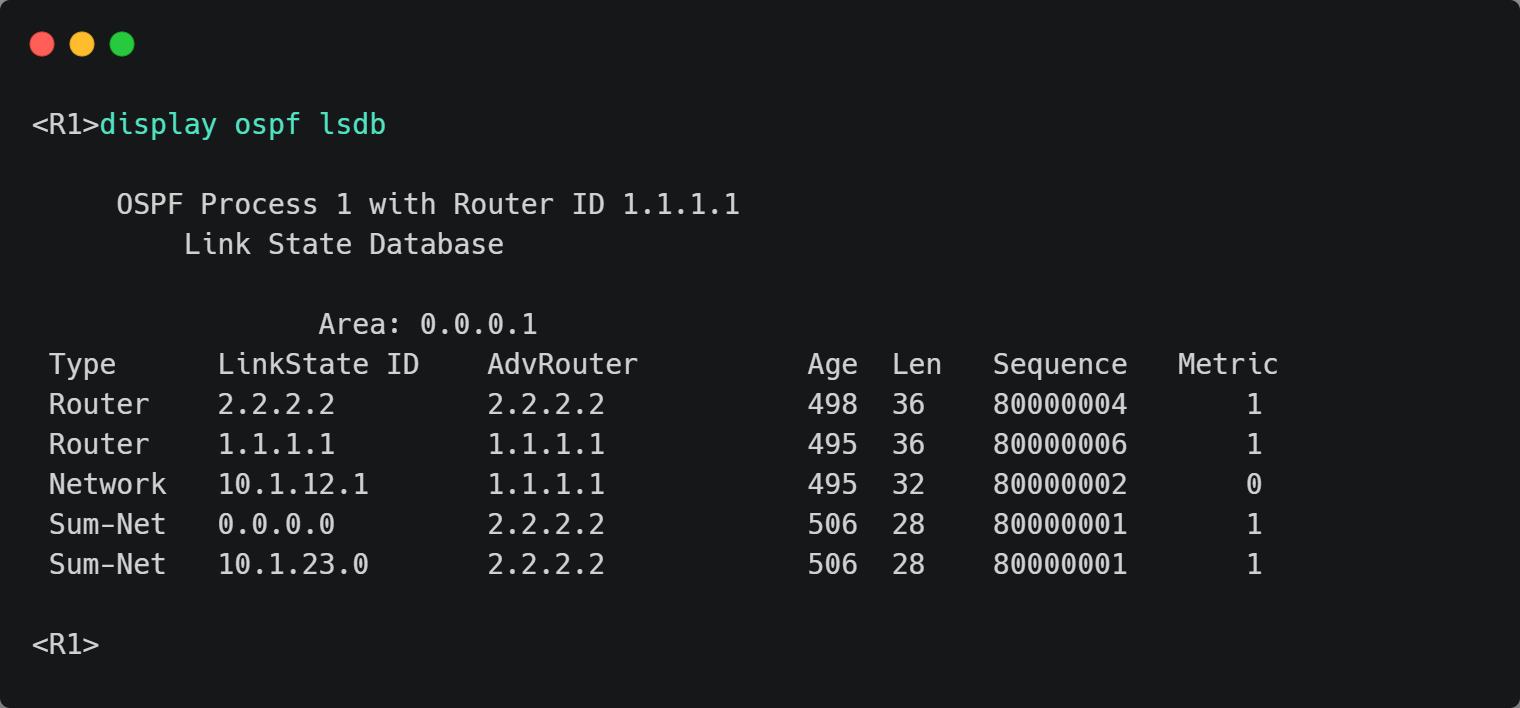 <R1>display ospf lsdb
OSPF Process 1 with Router ID 1.1.1.1
Link State Database
Area: 0.0.0.1
Type      LinkState ID    AdvRouter          Age  Len   Sequence   Metric
Router    2.2.2.2         2.2.2.2            498  36    80000004       1
Router    1.1.1.1         1.1.1.1            495  36    80000006       1
Network   10.1.12.1       1.1.1.1            495  32    80000002       0
Sum-Net   0.0.0.0         2.2.2.2            506  28    80000001       1
Sum-Net   10.1.23.0       2.2.2.2            506  28    80000001       1
<R1>